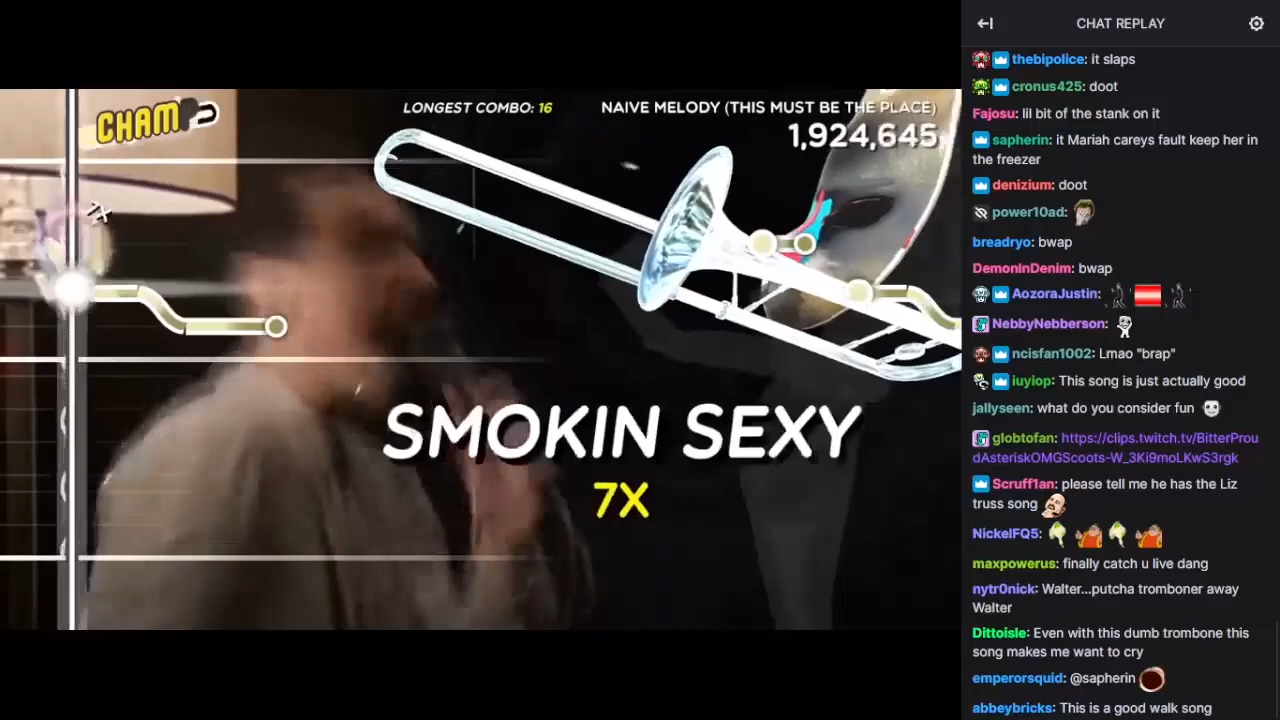 CHAMP
LONGEST COMBO: 16
NAIVE MELODY (THIS MUST BE THE PLACE)
1,924,645
7X
SMOKIN SEXY
7X
CHAT REPLAY
thebipolice: it slaps
cronus425: doot
Fajosu: lil bit of the stank on it
sapherin: it Mariah careys fault keep her in
the freezer
denizium: doot
power10ad:
breadryo: bwap
DemonInDenim: bwap
AozoraJustin:
NebbyNebberson:
ncisfan1002: Lmao "brap"
iuyiop: This song is just actually good
jallyseen: what do you consider fun
globtofan: https://clips.twitch.tv/BitterProu
dAsteriskOMGScoots-W_3Ki9moLKwS3rgk
Scruff1an: please tell me he has the Liz
truss song
NickelFQ5:
maxpowerus: finally catch u live dang
nytr0nick: Walter...putcha tromboner away
Walter
Dittoisle: Even with this dumb trombone this
song makes me want to cry
emperorsquid: @sapherin
abbeybricks: This is a good walk song